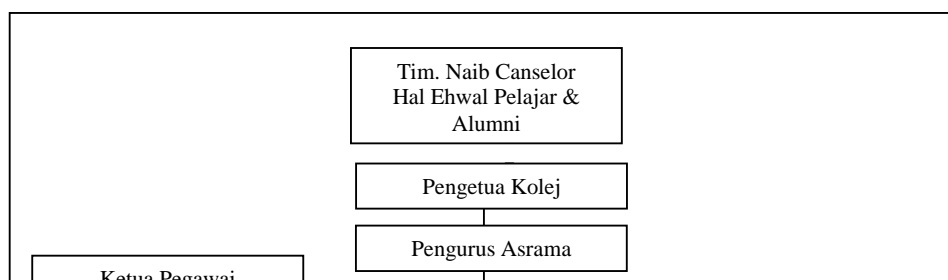 Tim. Naib Canselor
Hal Ehwal Pelajar &
Alumni
Pengetua Kolej
Pengurus Asrama
Ketua Pegawai